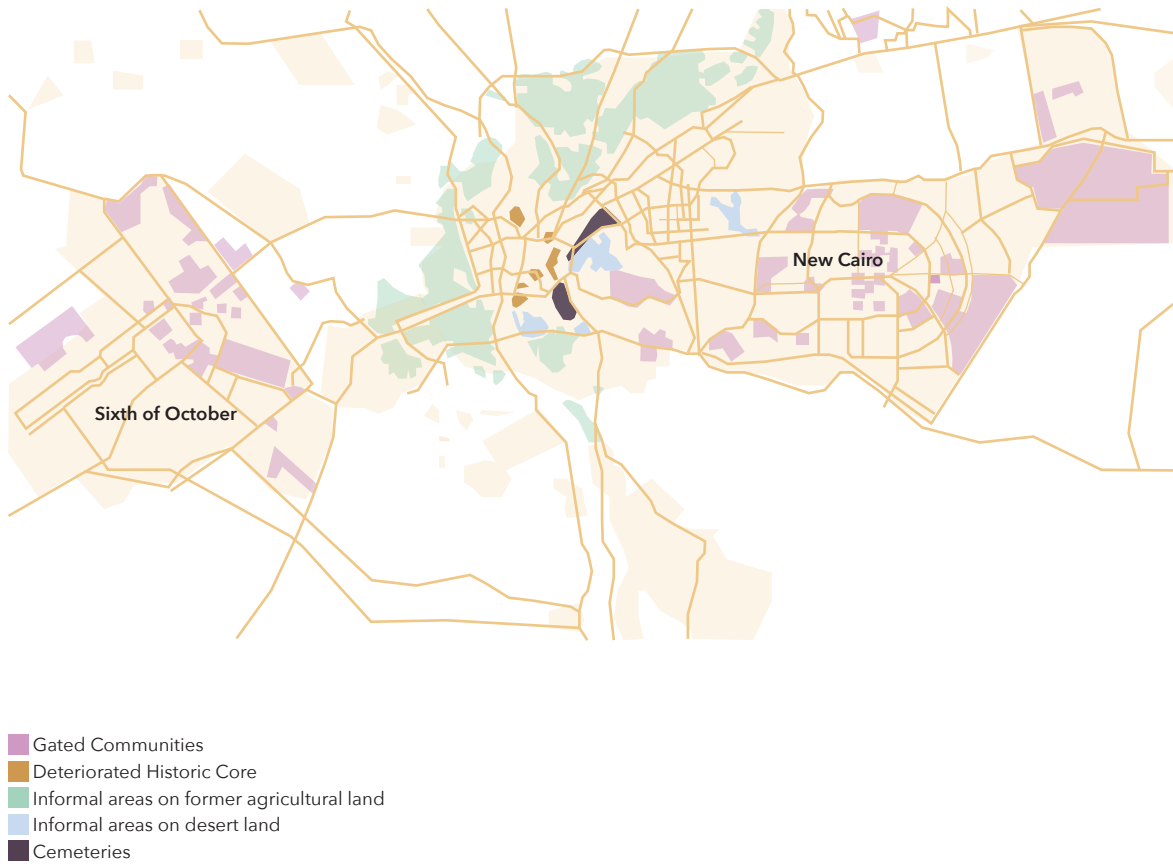 New Cairo
Sixth of October
Gated Communities
Deteriorated Historic Core
Informal areas on former agricultural land
Informal areas on desert land
Cemeteries